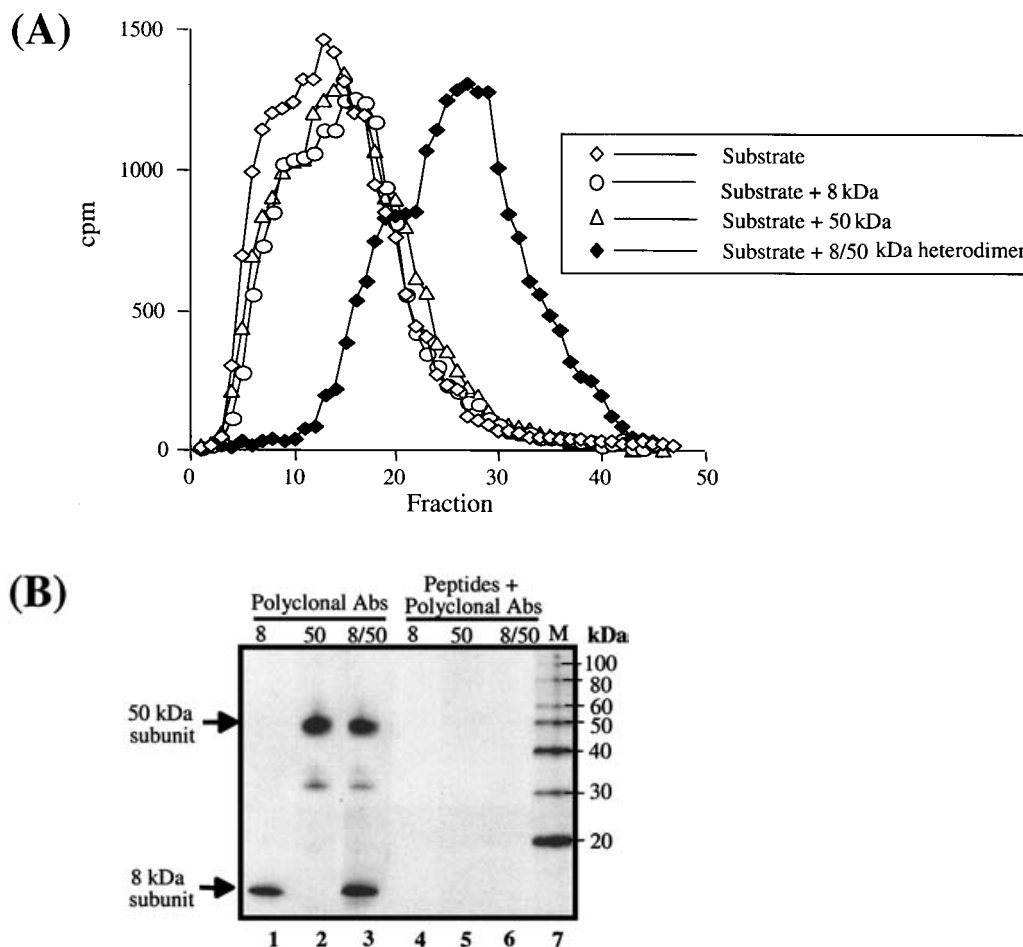 (A)
1500
1000
500
0
cpm
0 10 20 30 40 50
Fraction
Substrate
Substrate + 8 kDa
Substrate + 50 kDa
Substrate + 8/50 kDa heterodimer
(B)
Polyclonal Abs
Peptides +
Polyclonal Abs
8 50 8/50 8 50 8/50 M kDa
100
80
60
50
40
30
20
50 kDa
subunit
8 kDa
subunit
1 2 3 4 5 6 7